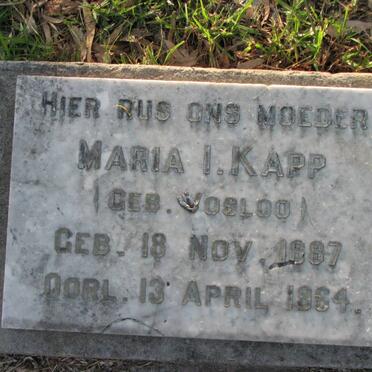 HIER RUS ONS MOEDER
MARIA I. KAPP
(GEB. VOSLOO)
GEB. 18 NOV. 1887
OORL. 13 APRIL 1964.